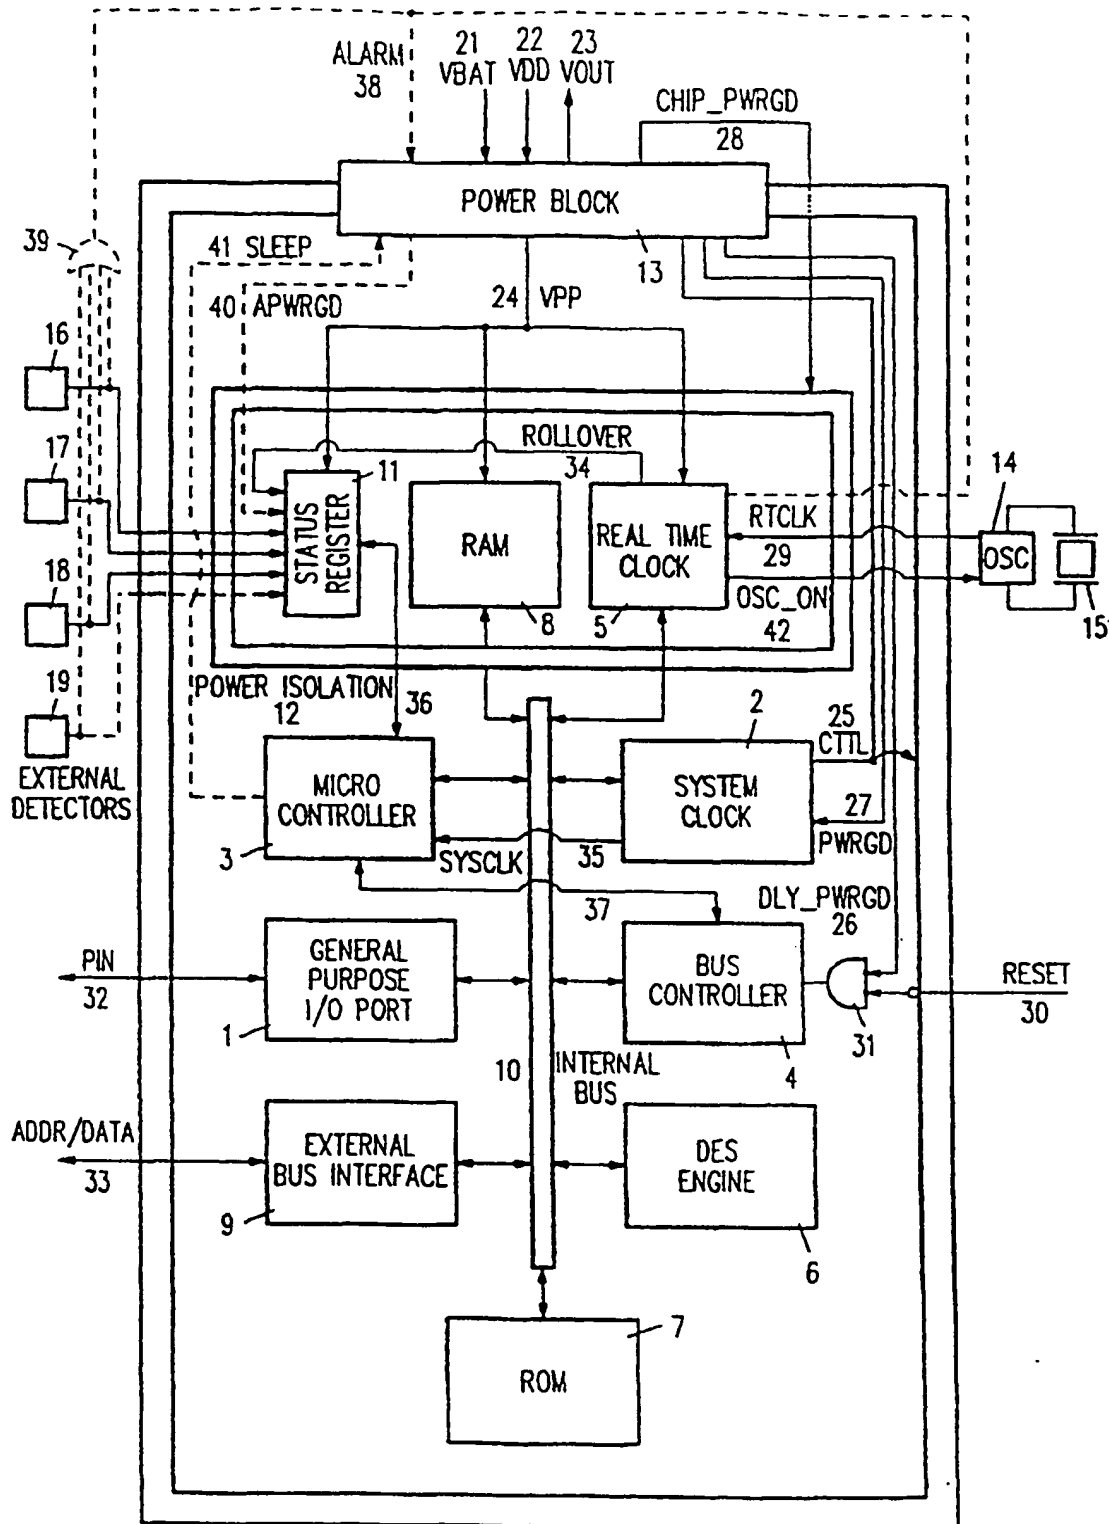 ALARM
38
21
VBAT
22
VDD
23
VOUT
CHIP_PWRGD
28
POWER BLOCK
13
39
41 SLEEP
40 APWRGD
24 VPP
16
17
18
19
EXTERNAL
DETECTORS
ROLLOVER
34
11
STATUS
REGISTER
RAM
8
REAL TIME
CLOCK
5
RTCLK
29
OSC_ON
42
14
OSC
15
POWER ISOLATION
12
36
MICRO
CONTROLLER
3
SYSCLK
35
2
SYSTEM
CLOCK
25
CTTL
27
PWRGD
37
DLY_PWRGD
26
PIN
32
GENERAL
PURPOSE
I/O PORT
1
BUS
CONTROLLER
4
31
RESET
30
10
INTERNAL
BUS
ADDR/DATA
33
EXTERNAL
BUS INTERFACE
9
DES
ENGINE
6
7
ROM